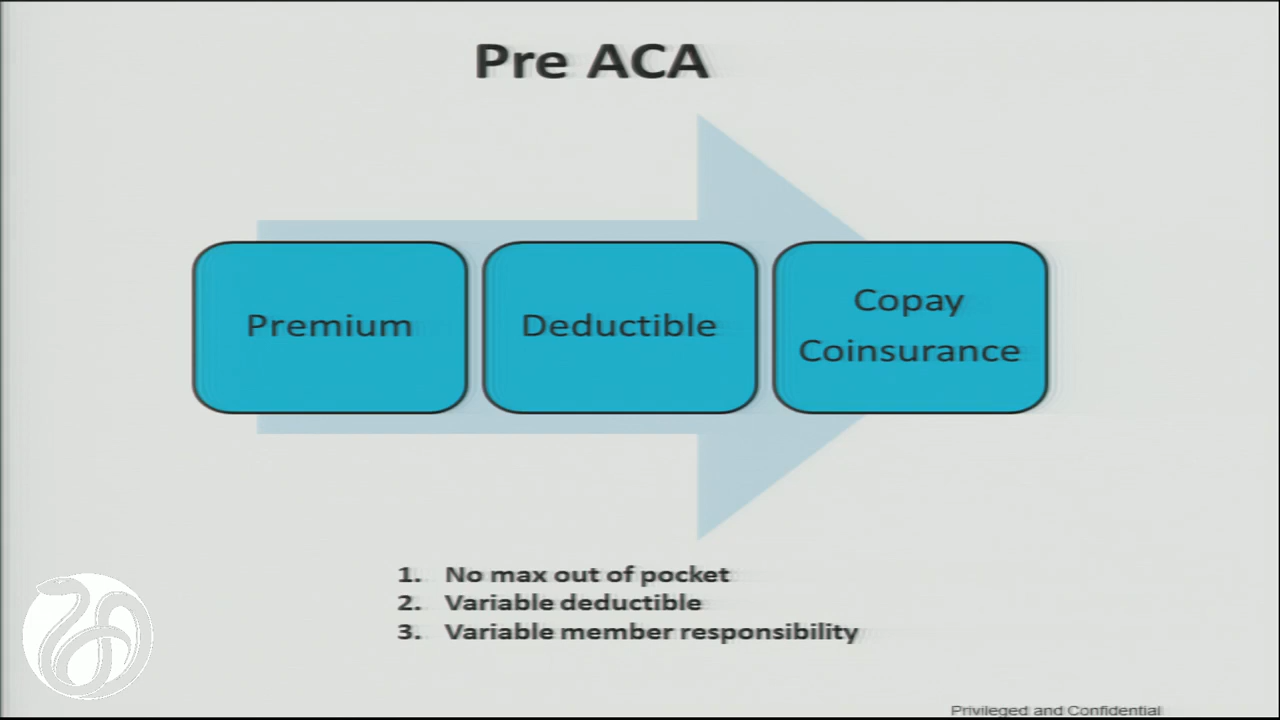 Pre ACA
Premium
Deductible
Copay
Coinsurance
1. No max out of pocket
2. Variable deductible
3. Variable member responsibility
Privileged and Confidential